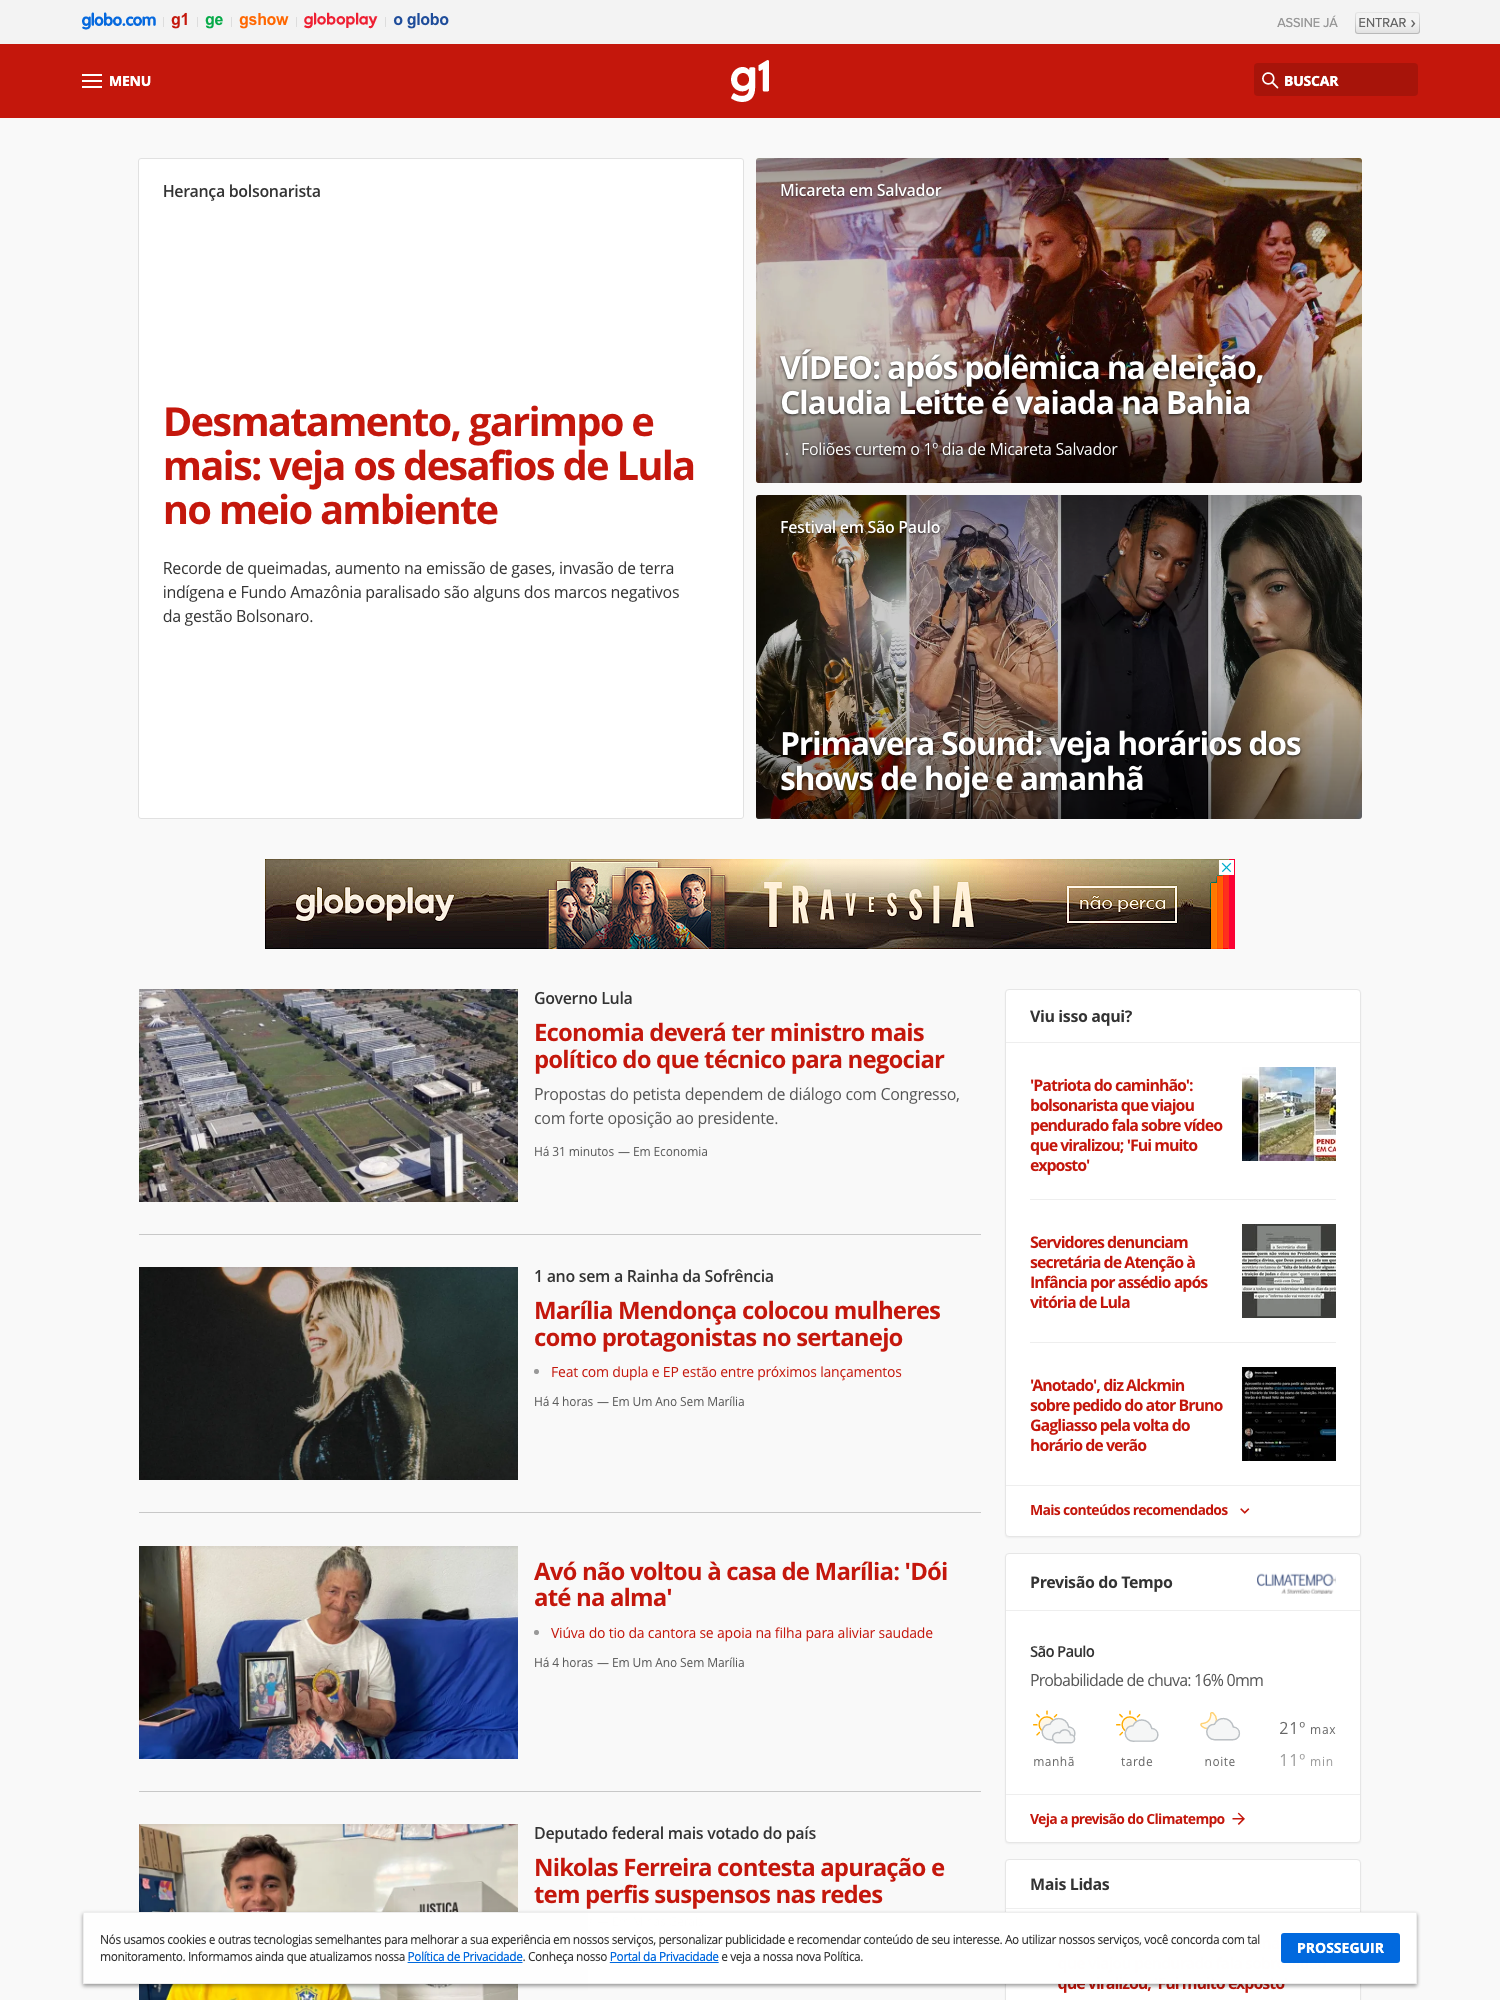 globo.com g1 ge gshow globoplay o globo
ASSINE JÁ ENTRAR ›
MENU
g1
BUSCAR
Herança bolsonarista
Desmatamento, garimpo e
mais: veja os desafios de Lula
no meio ambiente
Recorde de queimadas, aumento na emissão de gases, invasão de terra
indígena e Fundo Amazônia paralisado são alguns dos marcos negativos
da gestão Bolsonaro.
Micareta em Salvador
VÍDEO: após polêmica na eleição,
Claudia Leitte é vaiada na Bahia
. Foliões curtem o 1º dia de Micareta Salvador
Festival em São Paulo
Primavera Sound: veja horários dos
shows de hoje e amanhã
globoplay
TRAVESSIA
não perca
Governo Lula
Economia deverá ter ministro mais
político do que técnico para negociar
Propostas do petista dependem de diálogo com Congresso,
com forte oposição ao presidente.
Há 31 minutos — Em Economia
1 ano sem a Rainha da Sofrência
Marília Mendonça colocou mulheres
como protagonistas no sertanejo
• Feat com dupla e EP estão entre próximos lançamentos
Há 4 horas — Em Um Ano Sem Marília
Avó não voltou à casa de Marília: 'Dói
até na alma'
• Viúva do tio da cantora se apoia na filha para aliviar saudade
Há 4 horas — Em Um Ano Sem Marília
Deputado federal mais votado do país
Nikolas Ferreira contesta apuração e
tem perfis suspensos nas redes
JUSTIÇA
Viu isso aqui?
'Patriota do caminhão':
bolsonarista que viajou
pendurado fala sobre vídeo
que viralizou; 'Fui muito
exposto'
PEND
EM CA
Servidores denunciam
secretária de Atenção à
Infância por assédio após
vitória de Lula
'Anotado', diz Alckmin
sobre pedido do ator Bruno
Gagliasso pela volta do
horário de verão
Mais conteúdos recomendados
Previsão do Tempo
CLIMATEMPO
A StormGeo Company
São Paulo
Probabilidade de chuva: 16% 0mm
manhã tarde noite
21º max
11º min
Veja a previsão do Climatempo
Mais Lidas
que viralizou; 'Fui muito exposto'
Nós usamos cookies e outras tecnologias semelhantes para melhorar a sua experiência em nossos serviços, personalizar publicidade e recomendar conteúdo de seu interesse. Ao utilizar nossos serviços, você concorda com tal
monitoramento. Informamos ainda que atualizamos nossa Política de Privacidade. Conheça nosso Portal da Privacidade e veja a nossa nova Política.
PROSSEGUIR